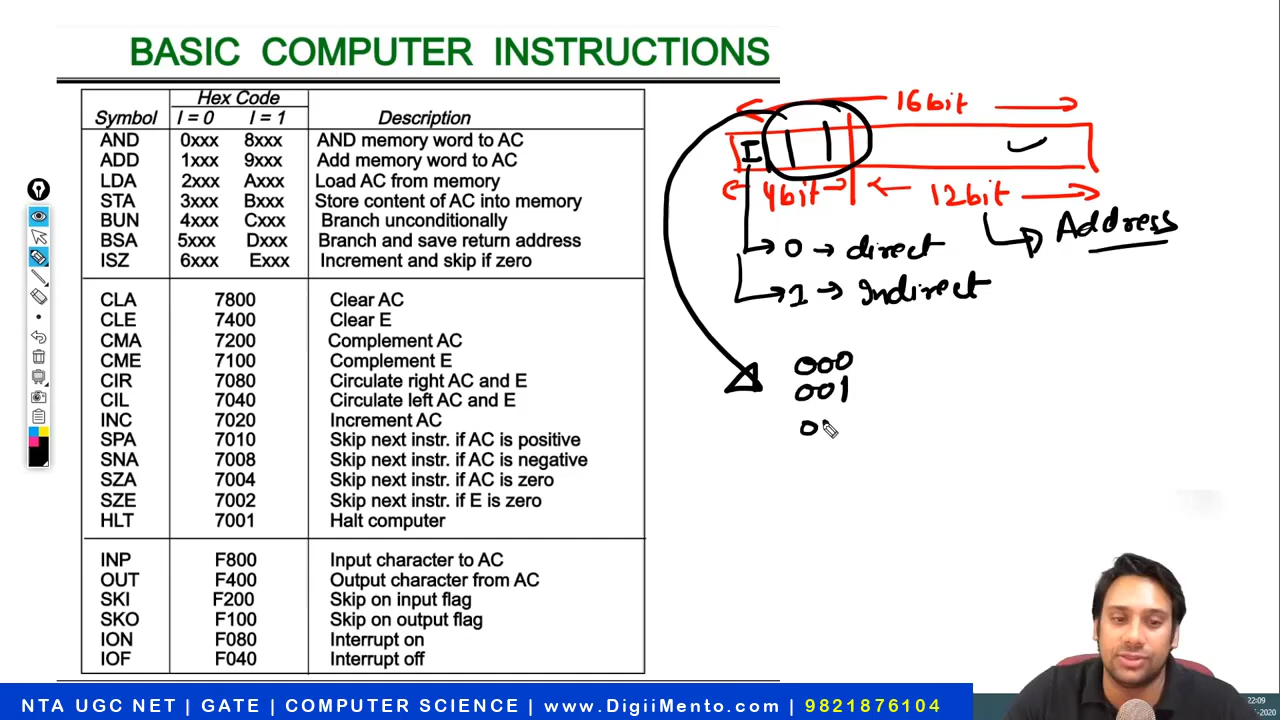 BASIC COMPUTER INSTRUCTIONS
Hex Code
Symbol I = 0 I = 1 Description
AND 0xxx 8xxx AND memory word to AC
ADD 1xxx 9xxx Add memory word to AC
LDA 2xxx Axxx Load AC from memory
STA 3xxx Bxxx Store content of AC into memory
BUN 4xxx Cxxx Branch unconditionally
BSA 5xxx Dxxx Branch and save return address
ISZ 6xxx Exxx Increment and skip if zero
CLA 7800 Clear AC
CLE 7400 Clear E
CMA 7200 Complement AC
CME 7100 Complement E
CIR 7080 Circulate right AC and E
CIL 7040 Circulate left AC and E
INC 7020 Increment AC
SPA 7010 Skip next instr. if AC is positive
SNA 7008 Skip next instr. if AC is negative
SZA 7004 Skip next instr. if AC is zero
SZE 7002 Skip next instr. if E is zero
HLT 7001 Halt computer
INP F800 Input character to AC
OUT F400 Output character from AC
SKI F200 Skip on input flag
SKO F100 Skip on output flag
ION F080 Interrupt on
IOF F040 Interrupt off
16bit
I
4bit 12bit
Address
0 → direct
1 → Indirect
000
001
0
NTA UGC NET | GATE | COMPUTER SCIENCE | www.DigiiMento.com | 9821876104
22:09